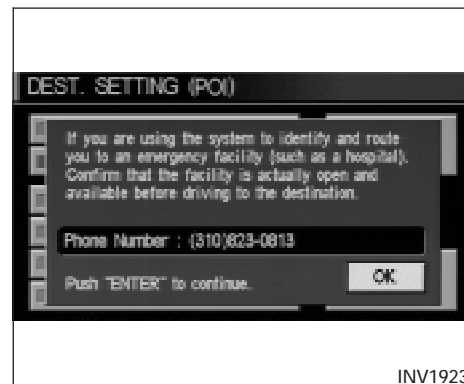 DEST. SETTING (POI)
If you are using the system to identify and route
you to an emergency facility (such as a hospital).
Confirm that the facility is actually open and
available before driving to the destination.
Phone Number : (310)823-0813
Push "ENTER" to continue.
OK
INV1923